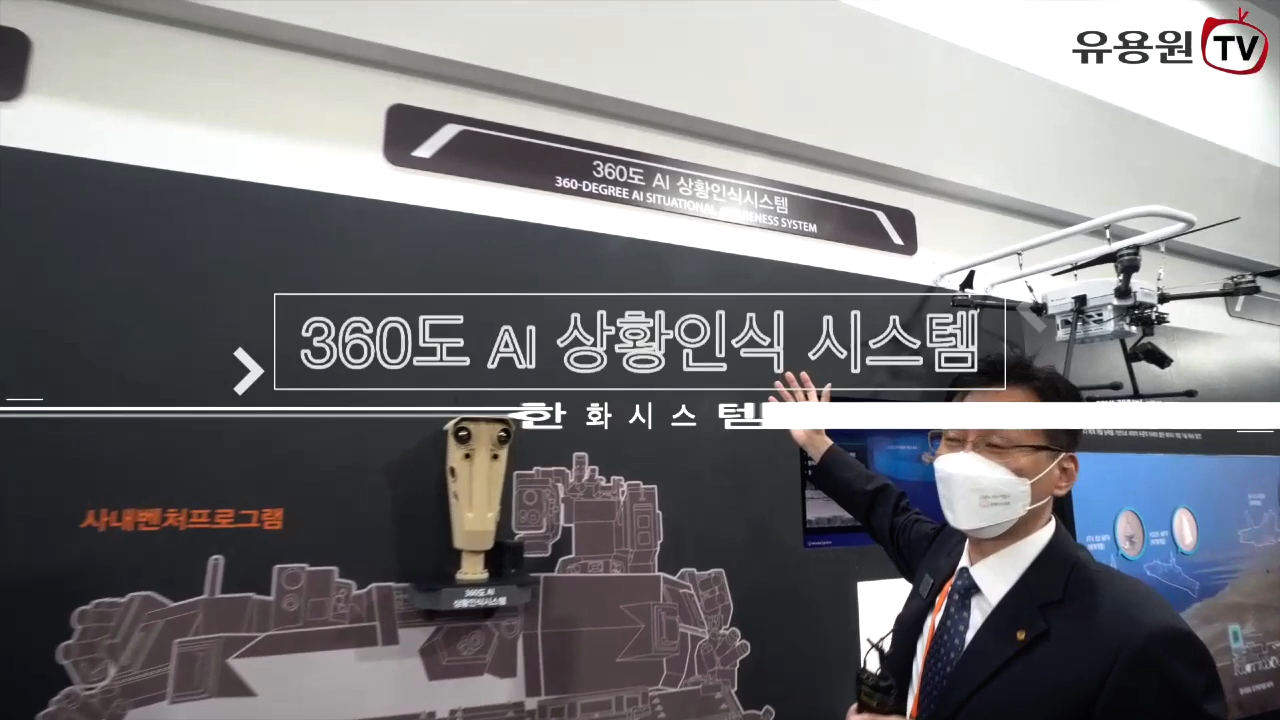 유용원 TV
360도 AI 상황인식시스템
360-DEGREE AI SITUATIONAL AWARENESS SYSTEM
360도 AI 상황인식 시스템
한화시스템
사내벤처프로그램
360도 AI
상황인식시스템